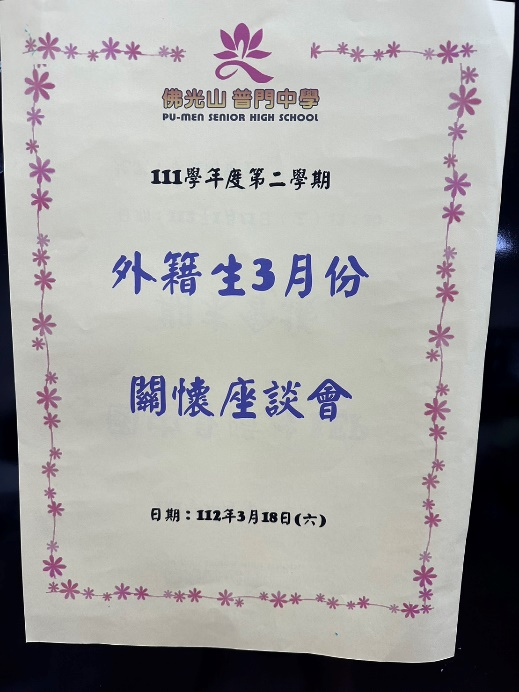 佛光山 普門中學
PU-MEN SENIOR HIGH SCHOOL
111學年度第二學期
外籍生3月份
關懷座談會
日期：112年3月18日(六)